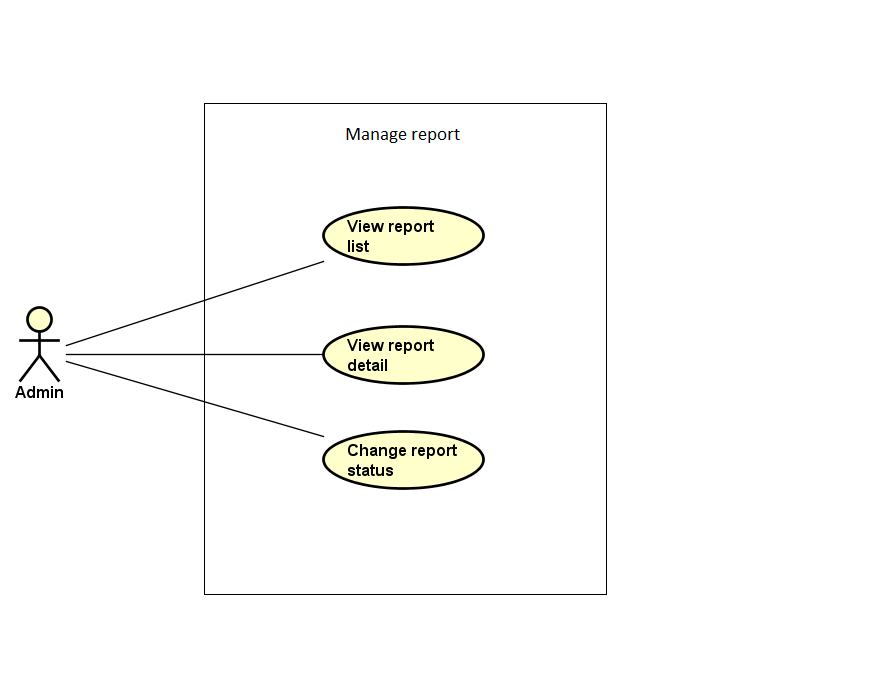 Manage report
View report
list
View report
detail
Admin
Change report
status